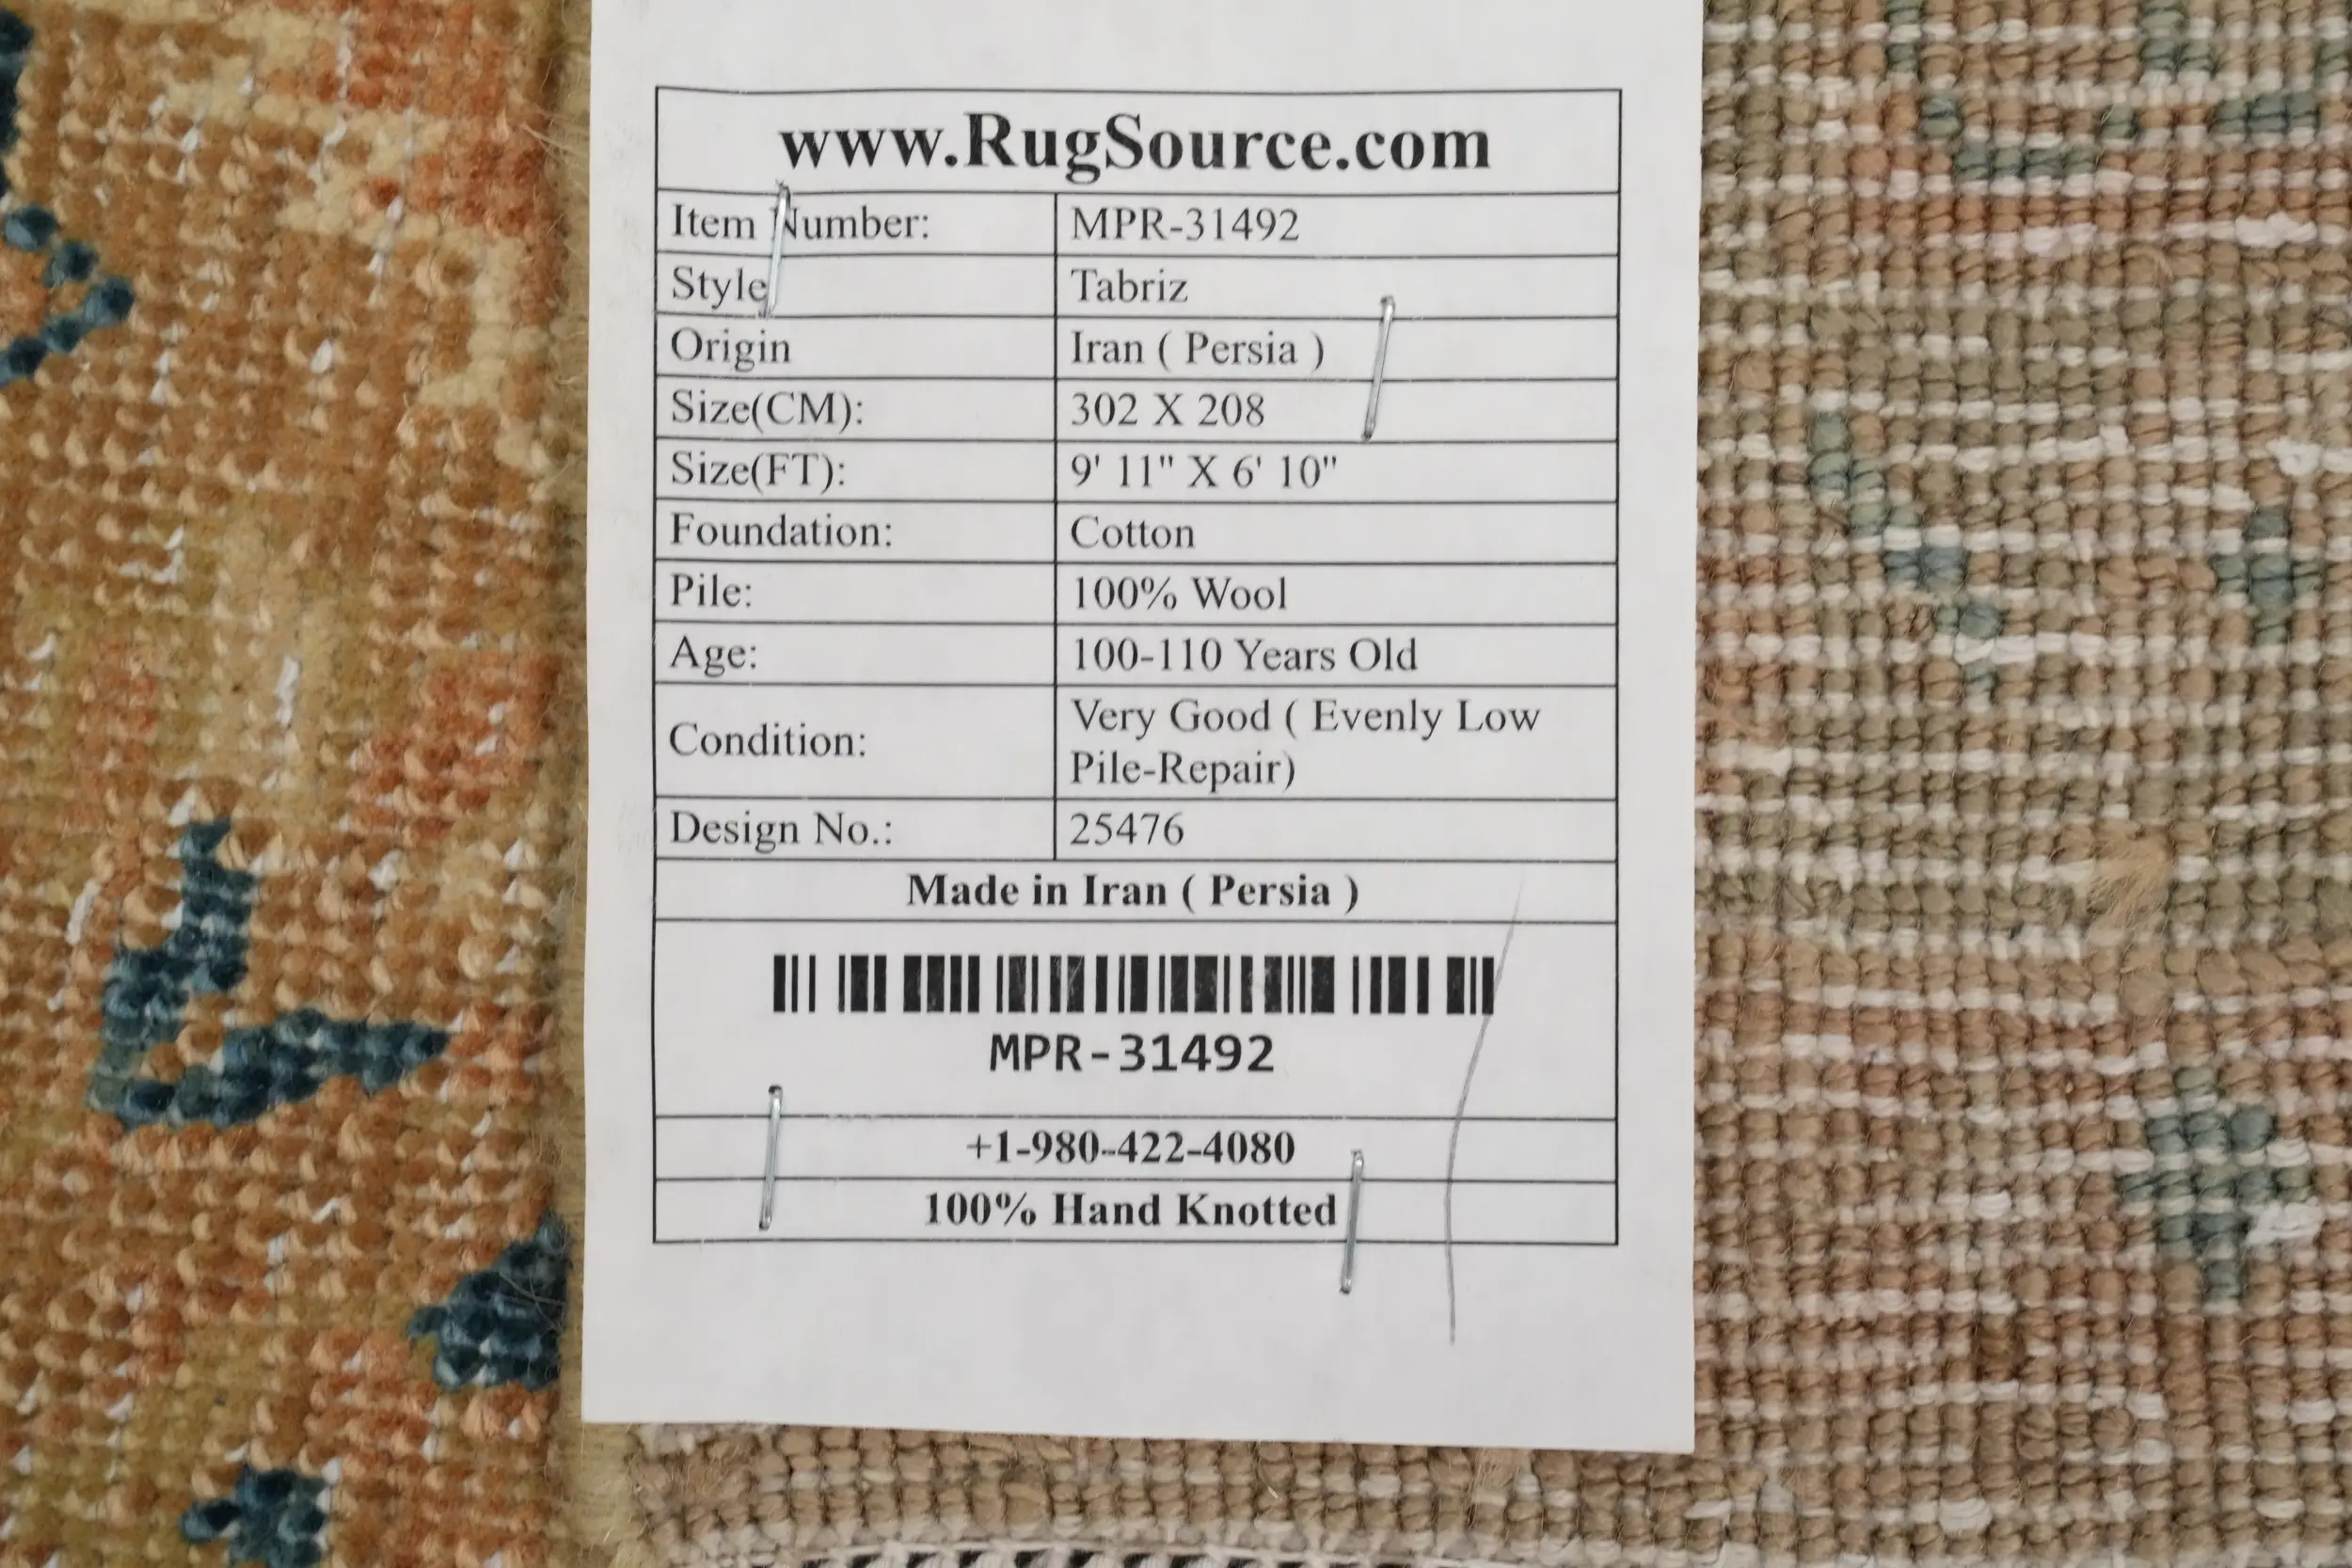 www.RugSource.com
Item Number: MPR-31492
Style Tabriz
Origin Iran ( Persia )
Size(CM): 302 X 208
Size(FT): 9' 11" X 6' 10"
Foundation: Cotton
Pile: 100% Wool
Age: 100-110 Years Old
Condition: Very Good ( Evenly Low
Pile-Repair)
Design No.: 25476
Made in Iran ( Persia )
MPR-31492
+1-980-422-4080
100% Hand Knotted